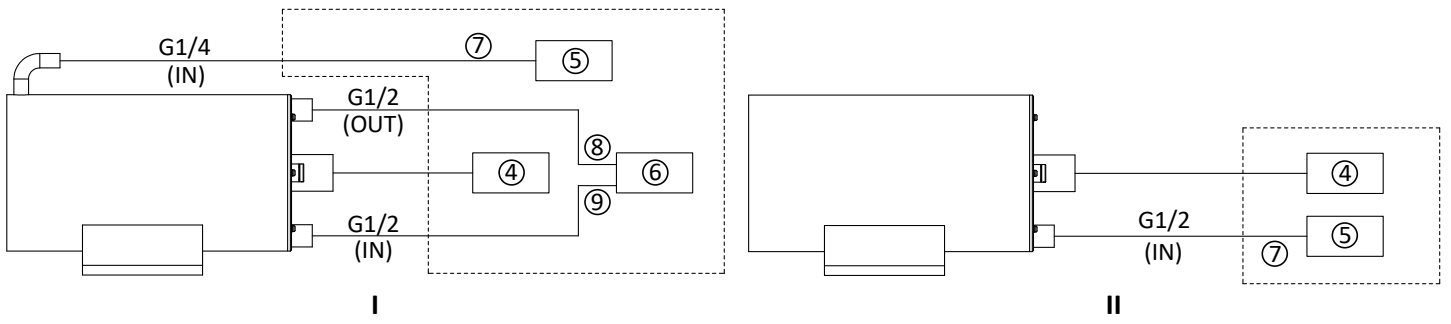 G1/4
(IN)
⑦
⑤
G1/2
(OUT)
⑧
④
⑥
⑨
G1/2
(IN)
I
④
G1/2
(IN)
⑤
⑦
II